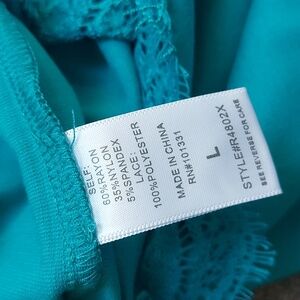 SELF:
60%RAYON
35%NYLON
5%SPANDEX
LACE:
100%POLYESTER
MADE IN CHINA
RN#101331
L
STYLE#R4802X
SEE REVERSE FOR CARE